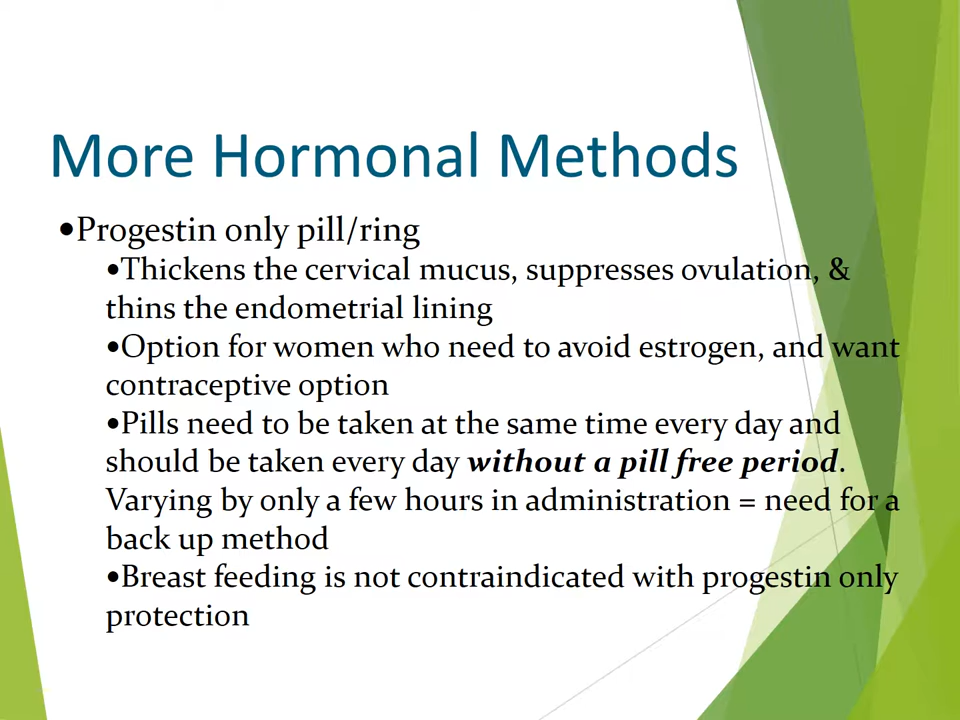 More Hormonal Methods
•Progestin only pill/ring
•Thickens the cervical mucus, suppresses ovulation, &
thins the endometrial lining
•Option for women who need to avoid estrogen, and want
contraceptive option
•Pills need to be taken at the same time every day and
should be taken every day without a pill free period.
Varying by only a few hours in administration = need for a
back up method
•Breast feeding is not contraindicated with progestin only
protection